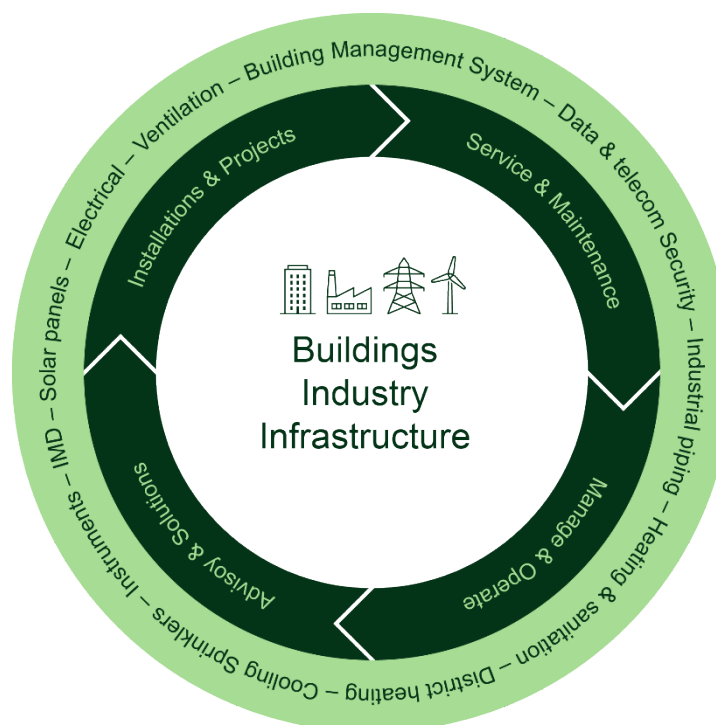 Solar panels – Electrical – Ventilation – Building Management System – Data & telecom Security – Industrial piping – Heating & sanitation – District heating – Cooling Sprinklers – Instruments – IMD –
Installations & Projects
Service & Maintenance
Manage & Operate
Advisory & Solutions
Buildings
Industry
Infrastructure